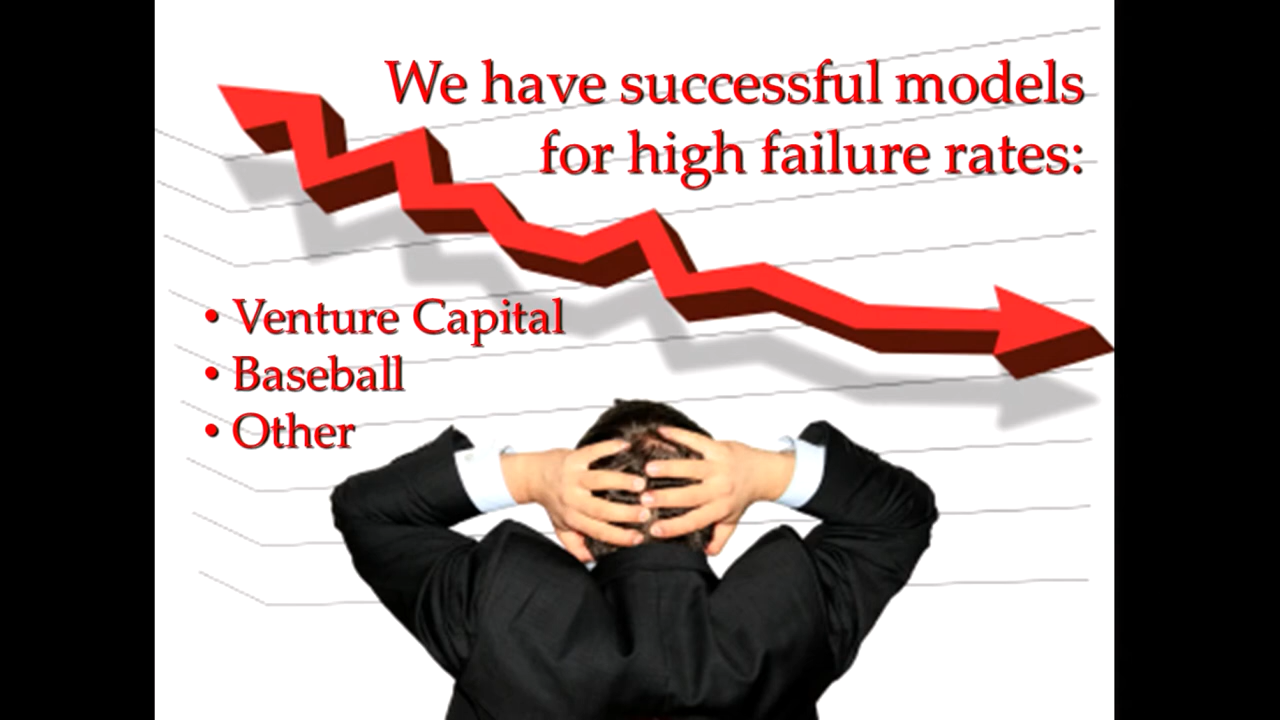 We have successful models
for high failure rates:
• Venture Capital
• Baseball
• Other